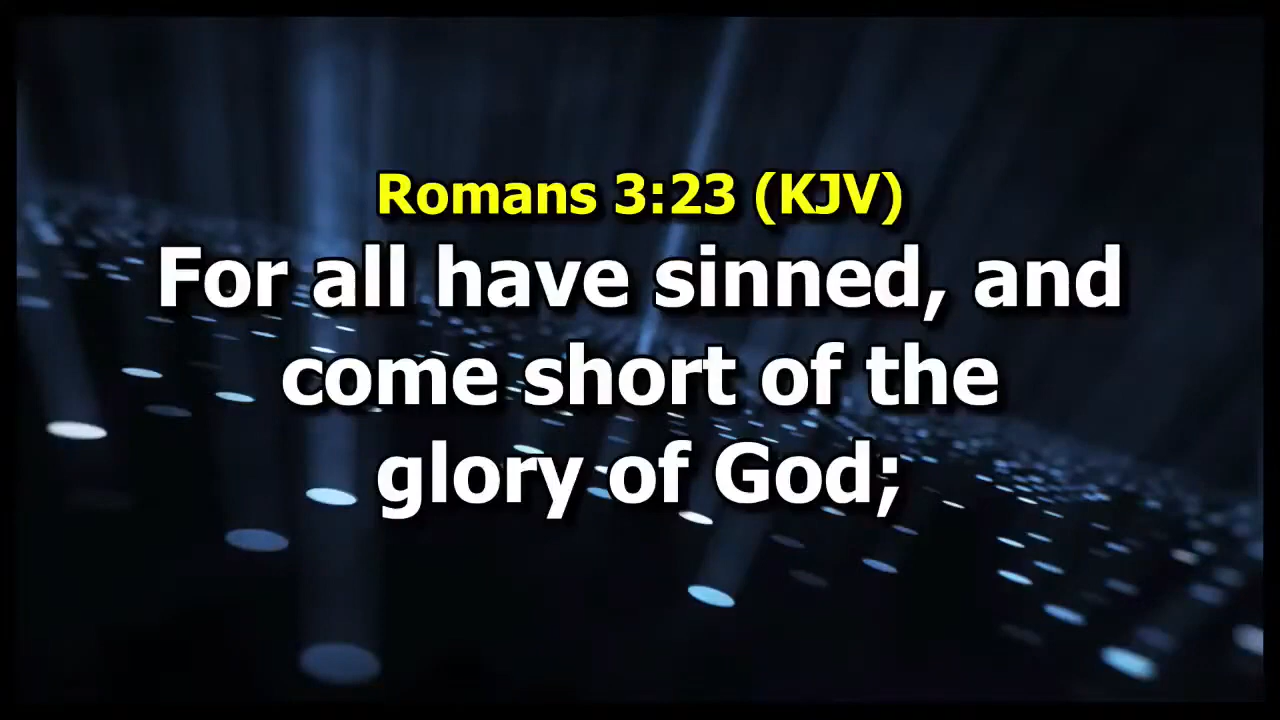 Romans 3:23 (KJV)
For all have sinned, and
come short of the
glory of God;